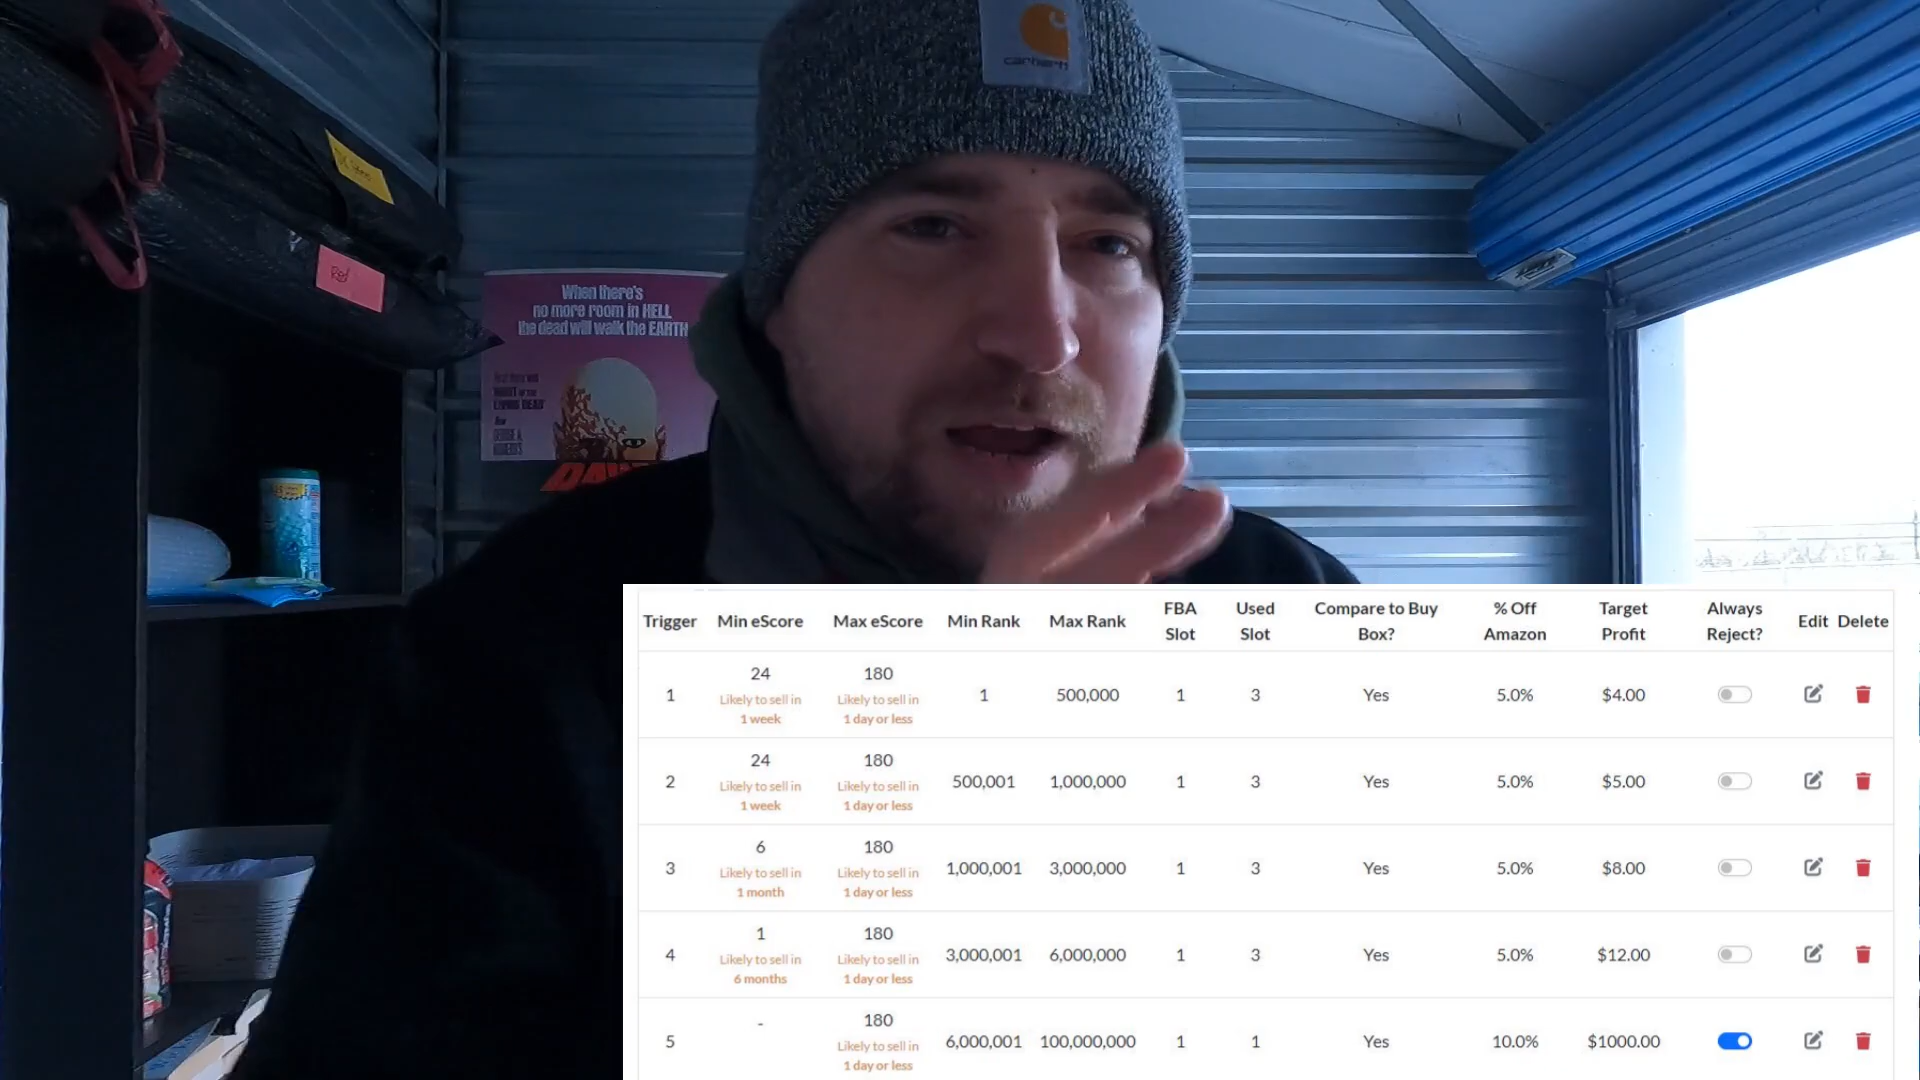 carhartt
Red
When there's
no more room in HELL
the dead will walk the EARTH
Trigger Min eScore Max eScore Min Rank Max Rank FBA Slot Used Slot Compare to Buy Box? % Off Amazon Target Profit Always Reject? Edit Delete
1 24 Likely to sell in 1 week 180 Likely to sell in 1 day or less 1 500,000 1 3 Yes 5.0% $4.00
2 24 Likely to sell in 1 week 180 Likely to sell in 1 day or less 500,001 1,000,000 1 3 Yes 5.0% $5.00
3 6 Likely to sell in 1 month 180 Likely to sell in 1 day or less 1,000,001 3,000,000 1 3 Yes 5.0% $8.00
4 1 Likely to sell in 6 months 180 Likely to sell in 1 day or less 3,000,001 6,000,000 1 3 Yes 5.0% $12.00
5 - 180 Likely to sell in 1 day or less 6,000,001 100,000,000 1 1 Yes 10.0% $1000.00